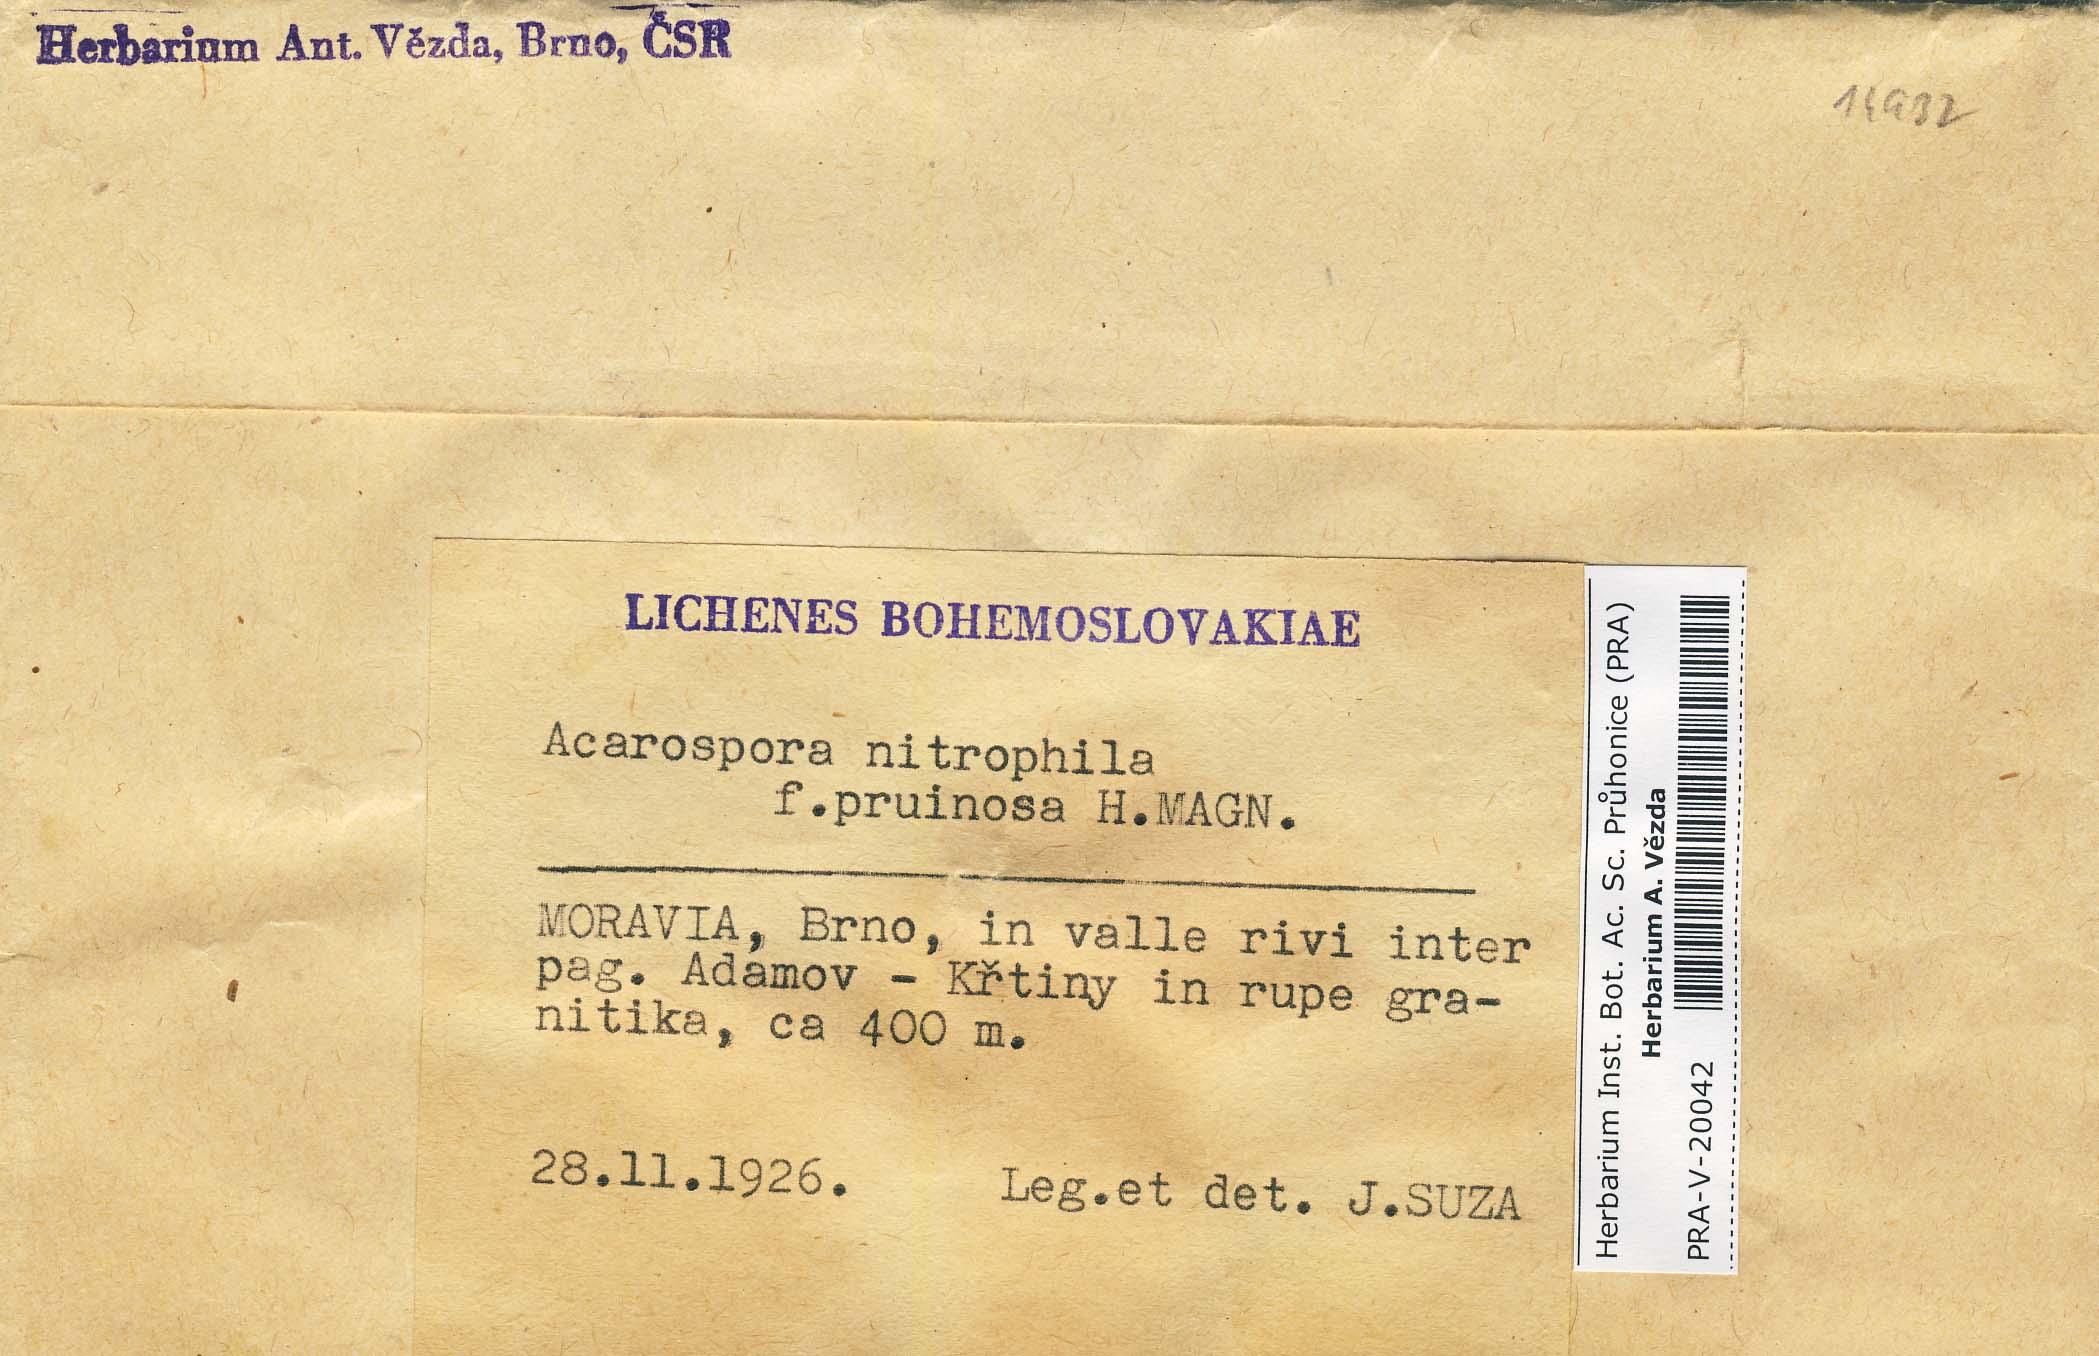 Herbarium Ant. Vězda, Brno, ČSR
14932
LICHENES BOHEMOSLOVAKIAE
Acarospora nitrophila
f.pruinosa H.MAGN.
MORAVIA, Brno, in valle rivi inter
pag. Adamov - Křtiny in rupe gra-
nitika, ca 400 m.
28.11.1926. Leg.et det. J.SUZA
Herbarium Inst. Bot. Ac. Sc. Průhonice (PRA)
Herbarium A. Vězda
PRA-V-20042